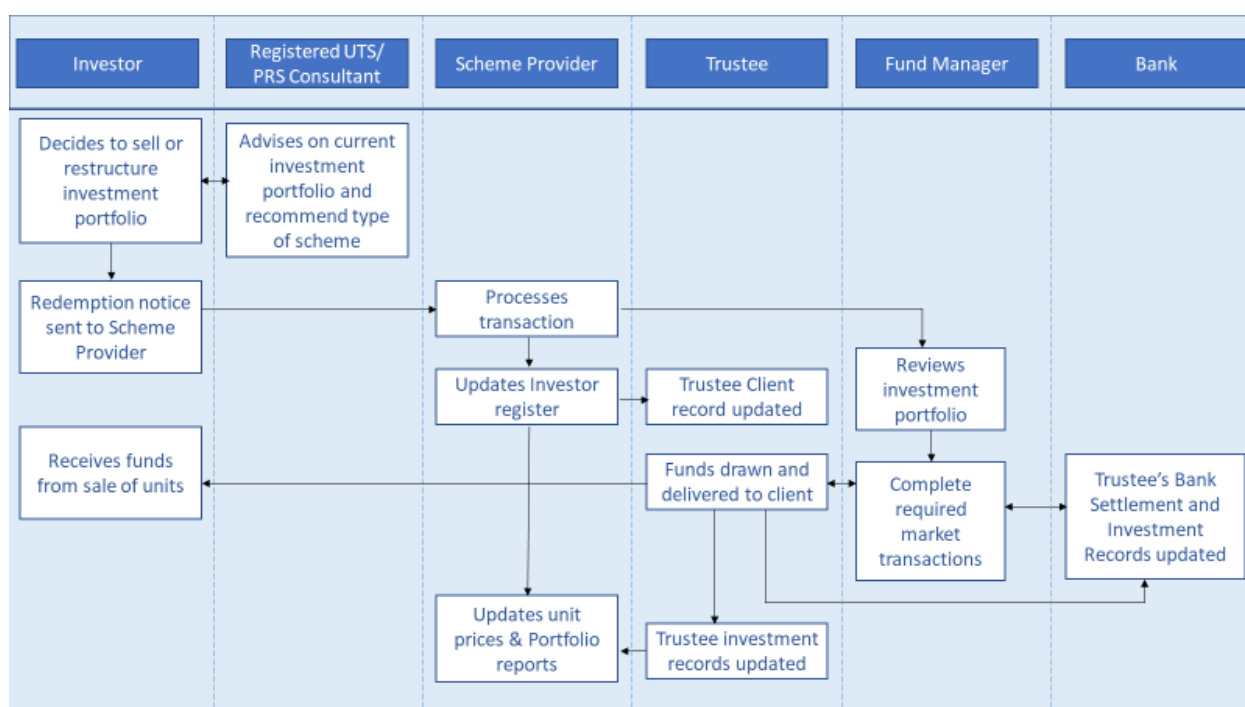 Investor
Registered UTS/
PRS Consultant
Scheme Provider
Trustee
Fund Manager
Bank
Decides to sell or
restructure
investment
portfolio
Advises on current
investment
portfolio and
recommend type
of scheme
Redemption notice
sent to Scheme
Provider
Processes
transaction
Reviews
investment
portfolio
Updates Investor
register
Trustee Client
record updated
Receives funds
from sale of units
Funds drawn and
delivered to client
Complete
required
market
transactions
Trustee's Bank
Settlement and
Investment
Records updated
Updates unit
prices & Portfolio
reports
Trustee investment
records updated